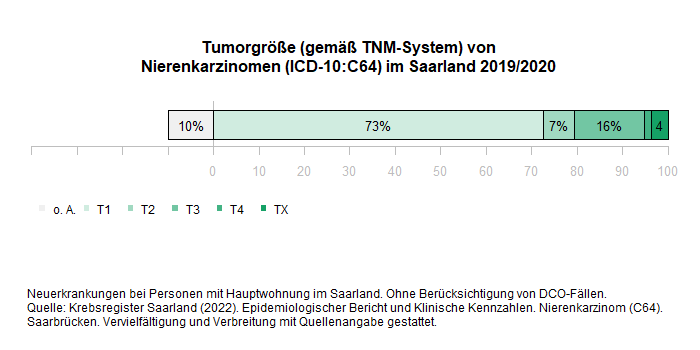 Tumorgröße (gemäß TNM-System) von
Nierenkarzinomen (ICD-10:C64) im Saarland 2019/2020
10% 73% 7% 16% 4
0 10 20 30 40 50 60 70 80 90 100
o. A. T1 T2 T3 T4 TX
Neuerkrankungen bei Personen mit Hauptwohnung im Saarland. Ohne Berücksichtigung von DCO-Fällen.
Quelle: Krebsregister Saarland (2022). Epidemiologischer Bericht und Klinische Kennzahlen. Nierenkarzinom (C64).
Saarbrücken. Vervielfältigung und Verbreitung mit Quellenangabe gestattet.